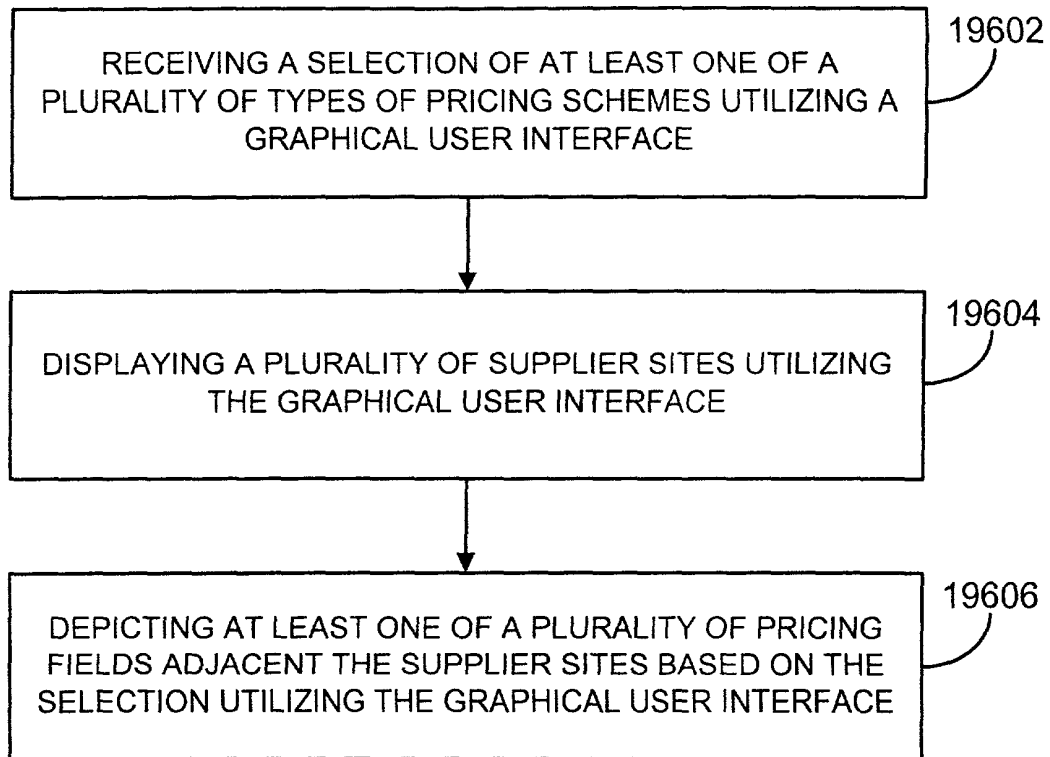 19602
RECEIVING A SELECTION OF AT LEAST ONE OF A
PLURALITY OF TYPES OF PRICING SCHEMES UTILIZING A
GRAPHICAL USER INTERFACE
19604
DISPLAYING A PLURALITY OF SUPPLIER SITES UTILIZING
THE GRAPHICAL USER INTERFACE
19606
DEPICTING AT LEAST ONE OF A PLURALITY OF PRICING
FIELDS ADJACENT THE SUPPLIER SITES BASED ON THE
SELECTION UTILIZING THE GRAPHICAL USER INTERFACE